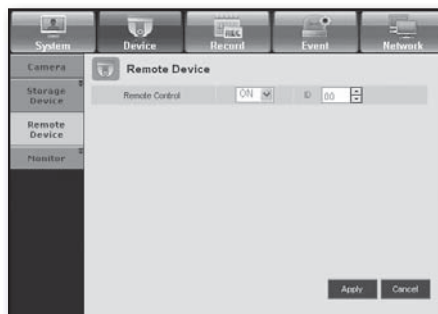 System Device Record Event Network
Camera
Remote Device
Storage
Device
Remote Control ON ID 00
Remote
Device
Monitor
Apply Cancel